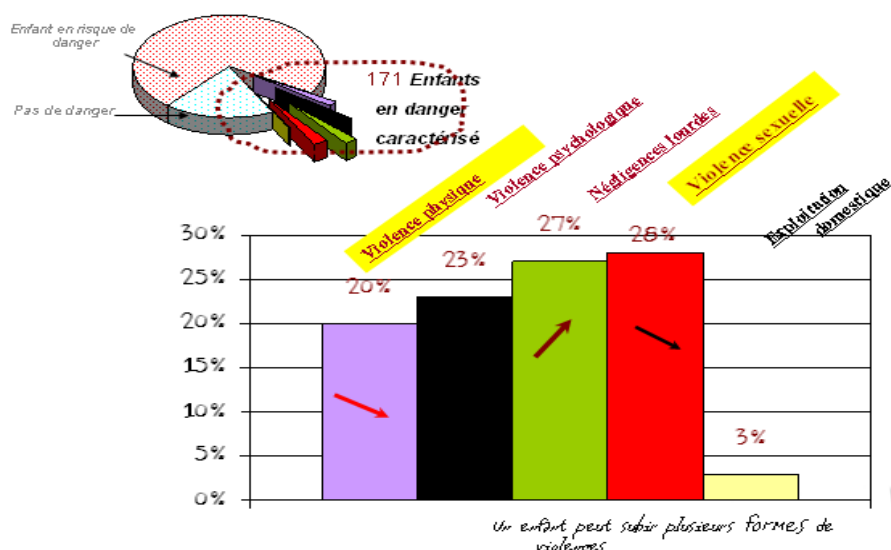 Enfant en risque de
danger
Pas de danger
171 Enfants
en danger
caractérisé
Violence physique
Violence psychologique
Négligences lourdes
Violence sexuelle
Exploitation
domestique
30%
25%
20%
15%
10%
5%
0%
20%
23%
27%
28%
3%
Un enfant peut subir plusieurs formes de
violences